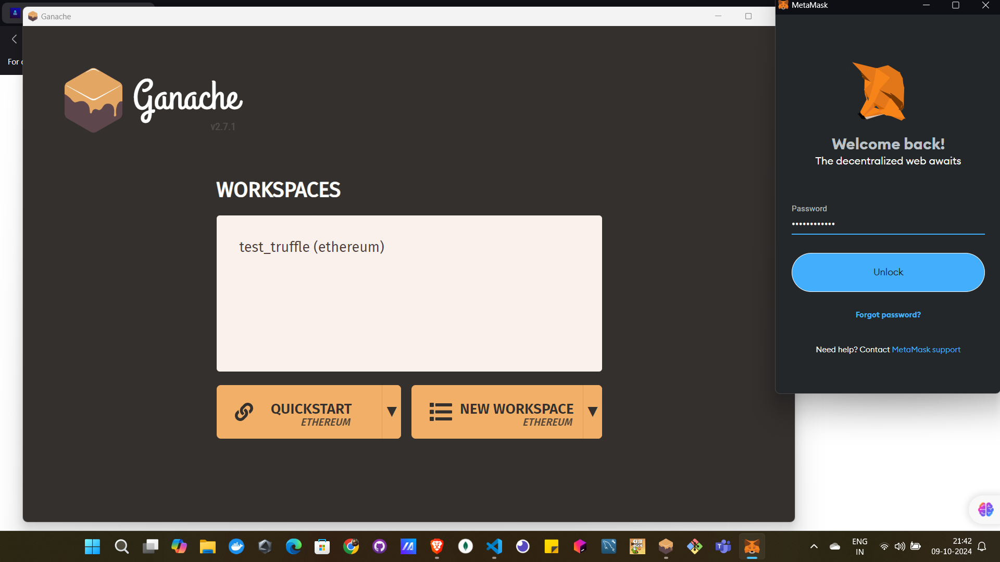 Ganache
MetaMask
For
Ganache
v2.7.1
WORKSPACES
test_truffle (ethereum)
QUICKSTART
ETHEREUM
NEW WORKSPACE
ETHEREUM
Welcome back!
The decentralized web awaits
Password
••••••••••••
Unlock
Forgot password?
Need help? Contact MetaMask support
ENG
IN
21:42
09-10-2024